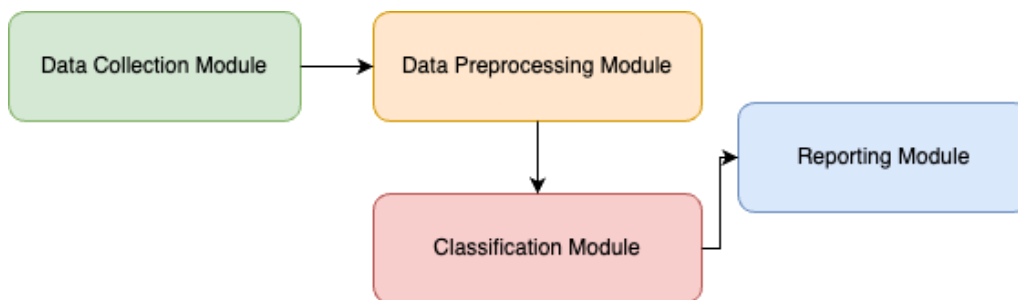 Data Collection Module
Data Preprocessing Module
Reporting Module
Classification Module